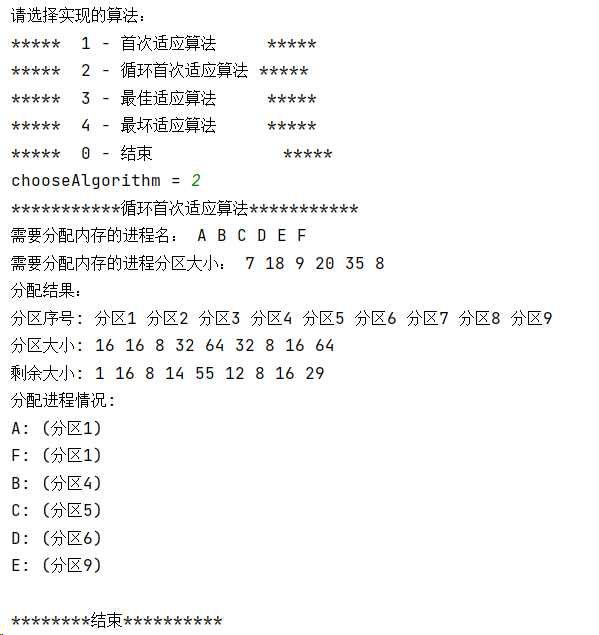 请选择实现的算法：
*****  1 - 首次适应算法     *****
*****  2 - 循环首次适应算法 *****
*****  3 - 最佳适应算法     *****
*****  4 - 最坏适应算法     *****
*****  0 - 结束             *****
chooseAlgorithm = 2
***********循环首次适应算法***********
需要分配内存的进程名： A B C D E F
需要分配内存的进程分区大小： 7 18 9 20 35 8
分配结果：
分区序号: 分区1 分区2 分区3 分区4 分区5 分区6 分区7 分区8 分区9
分区大小: 16 16 8 32 64 32 8 16 64
剩余大小: 1 16 8 14 55 12 8 16 29
分配进程情况:
A: (分区1)
F: (分区1)
B: (分区4)
C: (分区5)
D: (分区6)
E: (分区9)
********结束**********